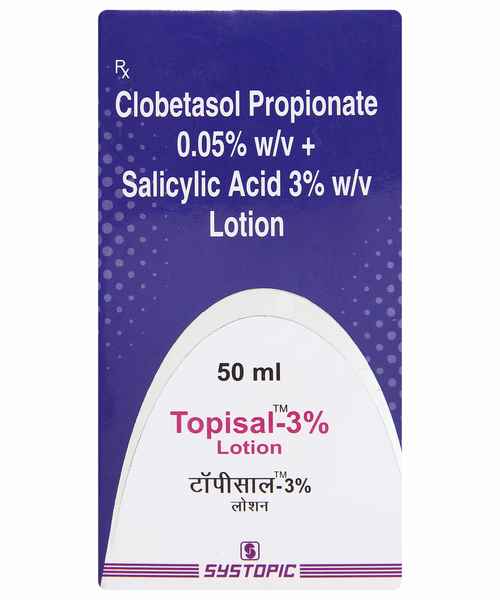 Rx
Clobetasol Propionate
0.05% w/v +
Salicylic Acid 3% w/v
Lotion
50 ml
Topisal™-3%
Lotion
टॉपीसाल™-3%
लोशन
S
SYSTOPIC